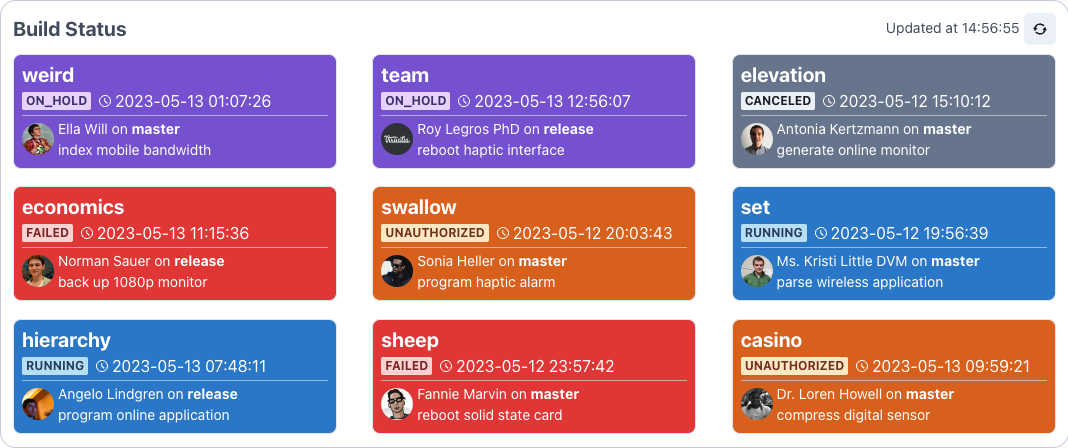 Build Status
Updated at 14:56:55
weird
ON_HOLD 2023-05-13 01:07:26
Ella Will on master
index mobile bandwidth
team
ON_HOLD 2023-05-13 12:56:07
Roy Legros PhD on release
reboot haptic interface
elevation
CANCELED 2023-05-12 15:10:12
Antonia Kertzmann on master
generate online monitor
economics
FAILED 2023-05-13 11:15:36
Norman Sauer on release
back up 1080p monitor
swallow
UNAUTHORIZED 2023-05-12 20:03:43
Sonia Heller on master
program haptic alarm
set
RUNNING 2023-05-12 19:56:39
Ms. Kristi Little DVM on master
parse wireless application
hierarchy
RUNNING 2023-05-13 07:48:11
Angelo Lindgren on release
program online application
sheep
FAILED 2023-05-12 23:57:42
Fannie Marvin on master
reboot solid state card
casino
UNAUTHORIZED 2023-05-13 09:59:21
Dr. Loren Howell on master
compress digital sensor